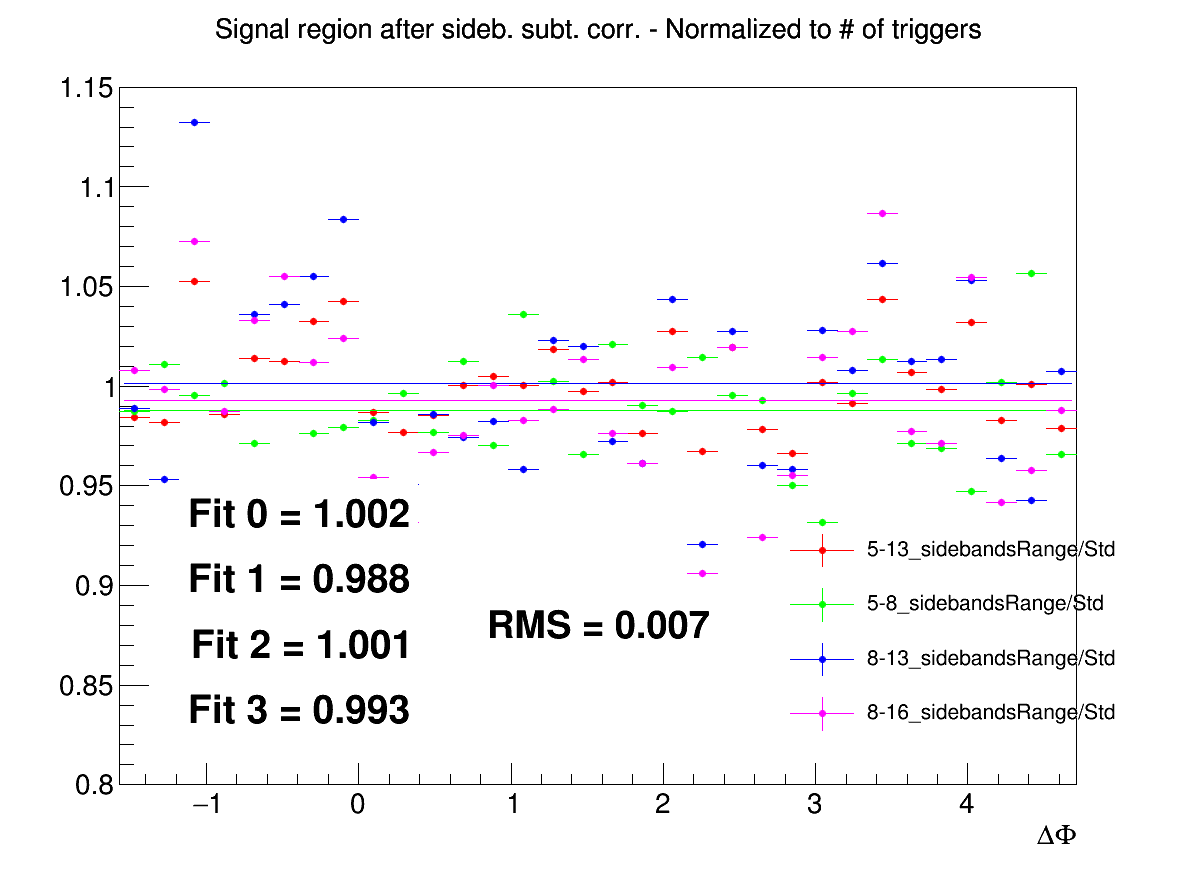 Signal region after sideb. subt. corr. - Normalized to # of triggers
1.15
1.1
1.05
1
0.95
0.9
0.85
0.8
Fit 0 = 1.002
Fit 1 = 0.988
Fit 2 = 1.001
Fit 3 = 0.993
RMS = 0.007
5-13_sidebandsRange/Std
5-8_sidebandsRange/Std
8-13_sidebandsRange/Std
8-16_sidebandsRange/Std
−1 0 1 2 3 4
ΔΦ